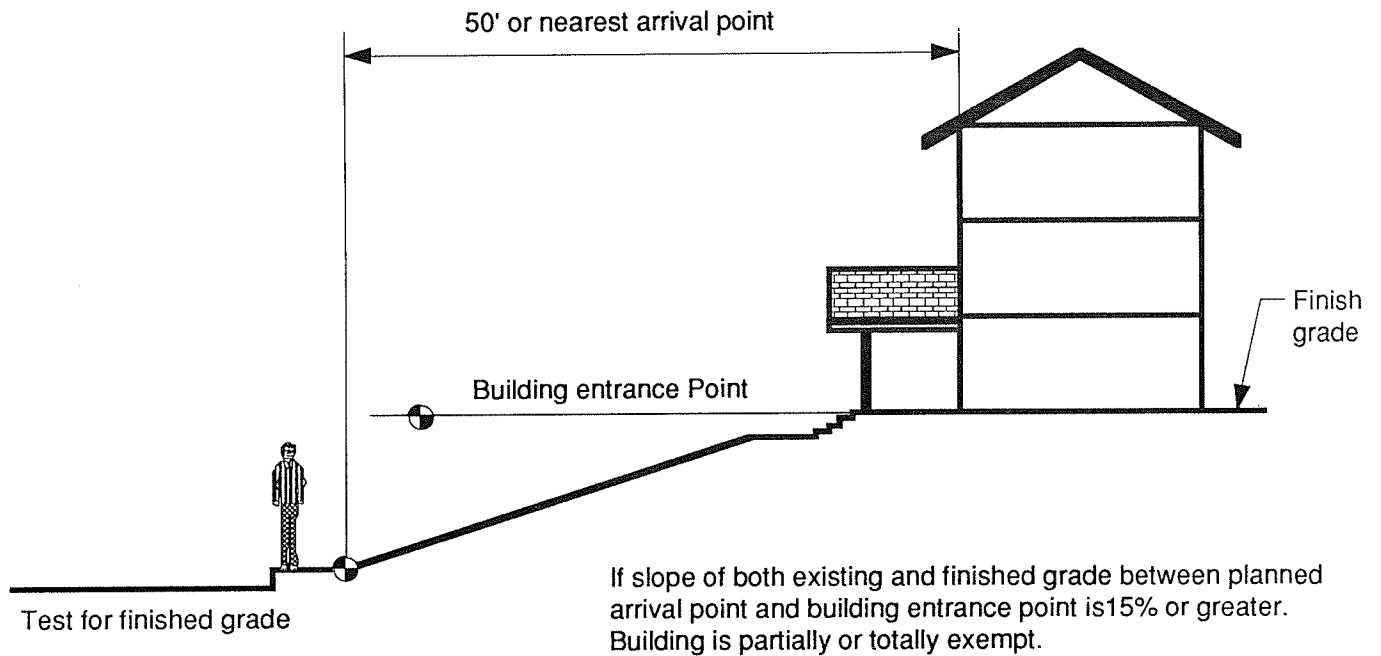 50' or nearest arrival point
Finish
grade
Building entrance Point
If slope of both existing and finished grade between planned
arrival point and building entrance point is15% or greater.
Building is partially or totally exempt.
Test for finished grade